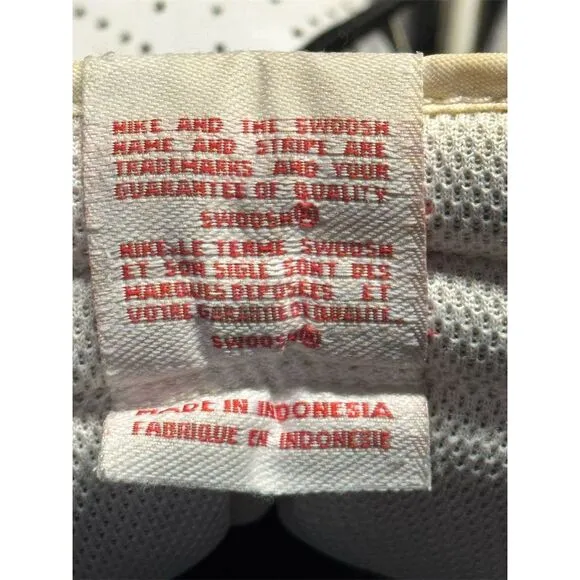 NIKE AND THE SWOOSH
NAME AND STRIPE ARE
TRADEMARKS AND YOUR
GUARANTEE OF QUALITY
SWOOSH®
NIKE-LE TERME SWOOSH
ET SON SIGLE SONT DES
MARQUES DEPOSEES ET
VOTRE GARANTIE DE QUALITE.
SWOOSH®
MADE IN INDONESIA
FABRIQUE EN INDONESIE